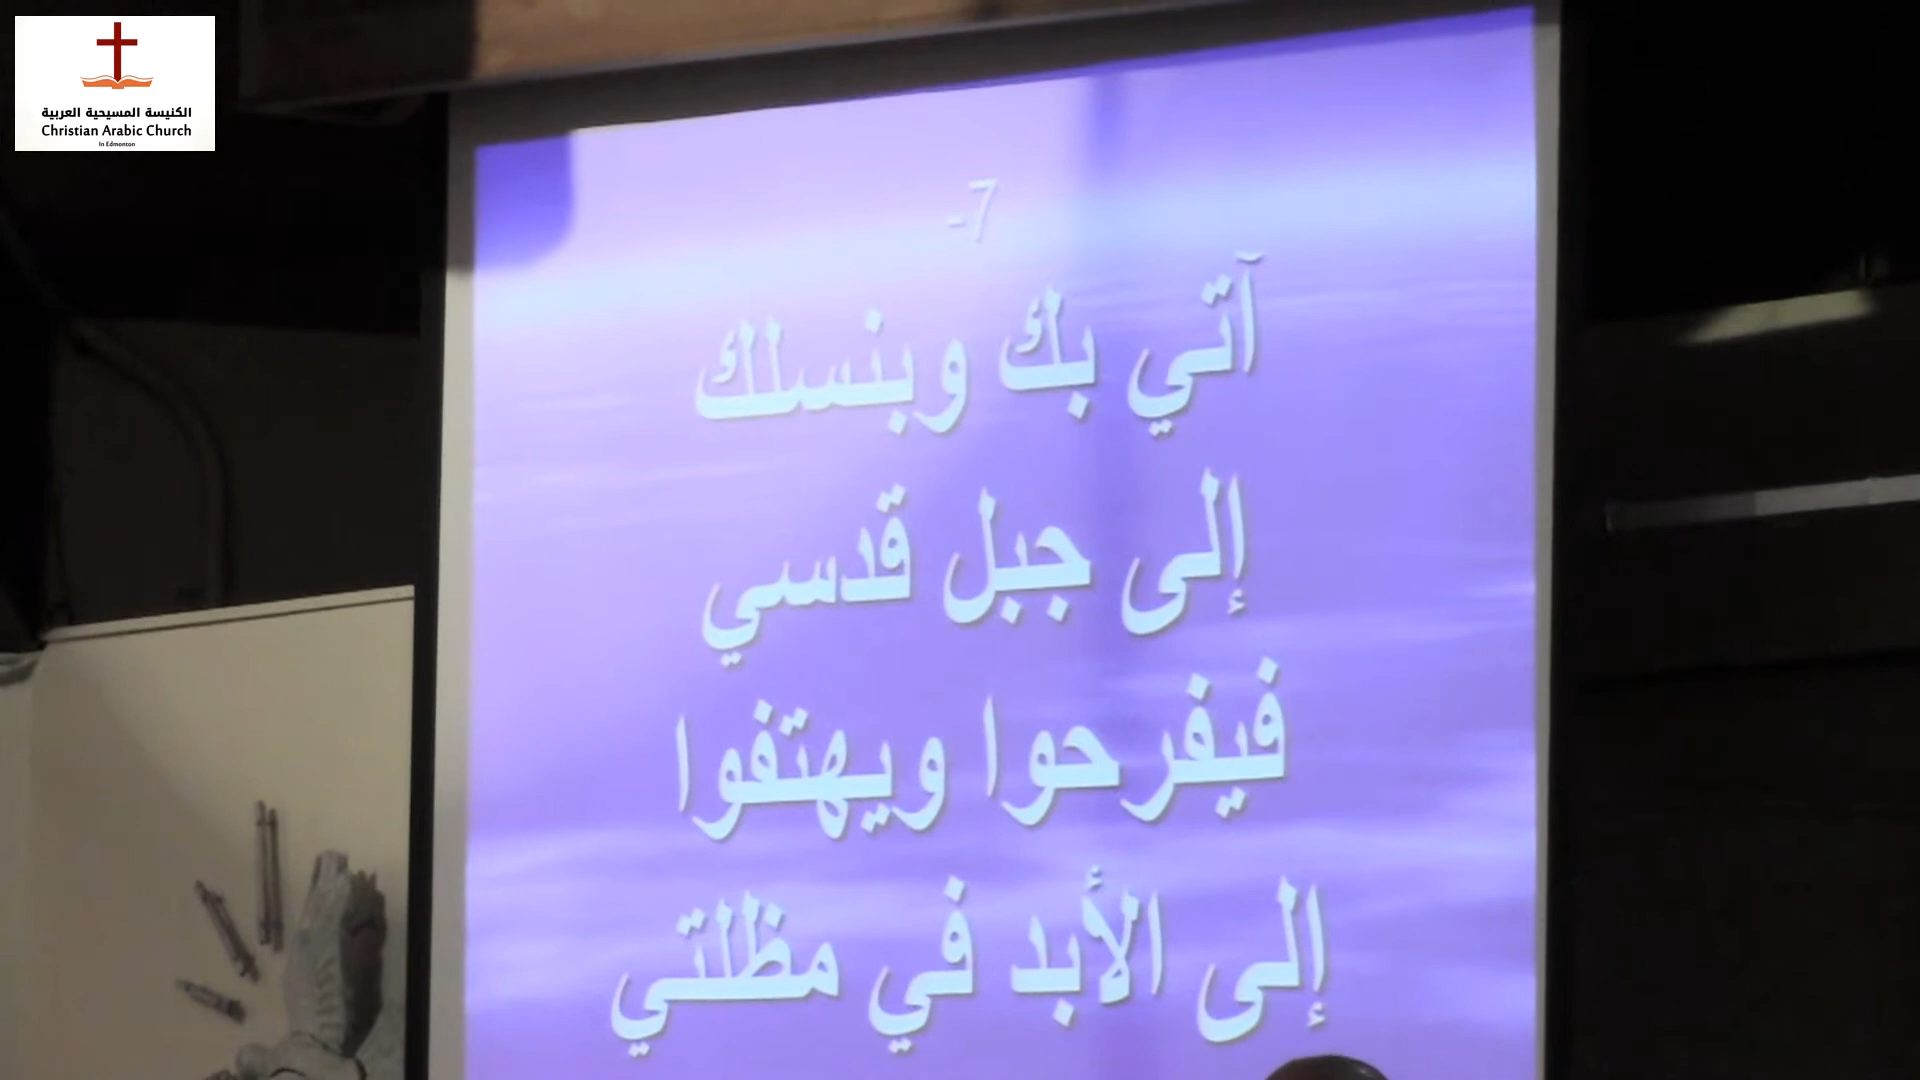 الكنيسة المسيحية العربية
Christian Arabic Church
In Edmonton
-7
آتي بك وبنسلك
إلى جبل قدسي
فيفرحوا ويهتفوا
إلى الأبد في مظلتي